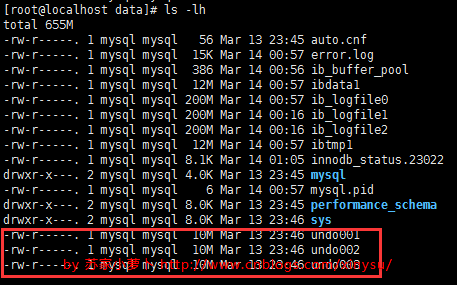 [root@localhost data]# ls -lh
total 655M
-rw-r-----. 1 mysql mysql 56 Mar 13 23:45 auto.cnf
-rw-r-----. 1 mysql mysql 15K Mar 14 00:57 error.log
-rw-r-----. 1 mysql mysql 386 Mar 14 00:56 ib_buffer_pool
-rw-r-----. 1 mysql mysql 12M Mar 14 00:57 ibdata1
-rw-r-----. 1 mysql mysql 200M Mar 14 00:57 ib_logfile0
-rw-r-----. 1 mysql mysql 200M Mar 14 00:16 ib_logfile1
-rw-r-----. 1 mysql mysql 200M Mar 14 00:16 ib_logfile2
-rw-r-----. 1 mysql mysql 12M Mar 14 00:57 ibtmp1
-rw-r-----. 1 mysql mysql 8.1K Mar 14 01:05 innodb_status.23022
drwxr-x---. 2 mysql mysql 4.0K Mar 13 23:45 mysql
-rw-r-----. 1 mysql mysql 6 Mar 14 00:57 mysql.pid
drwxr-x---. 2 mysql mysql 8.0K Mar 13 23:45 performance_schema
drwxr-x---. 2 mysql mysql 8.0K Mar 13 23:46 sys
-rw-r-----. 1 mysql mysql 10M Mar 13 23:46 undo001
-rw-r-----. 1 mysql mysql 10M Mar 13 23:46 undo002
-rw-r-----. 1 mysql mysql 10M Mar 13 23:46 undo003
by